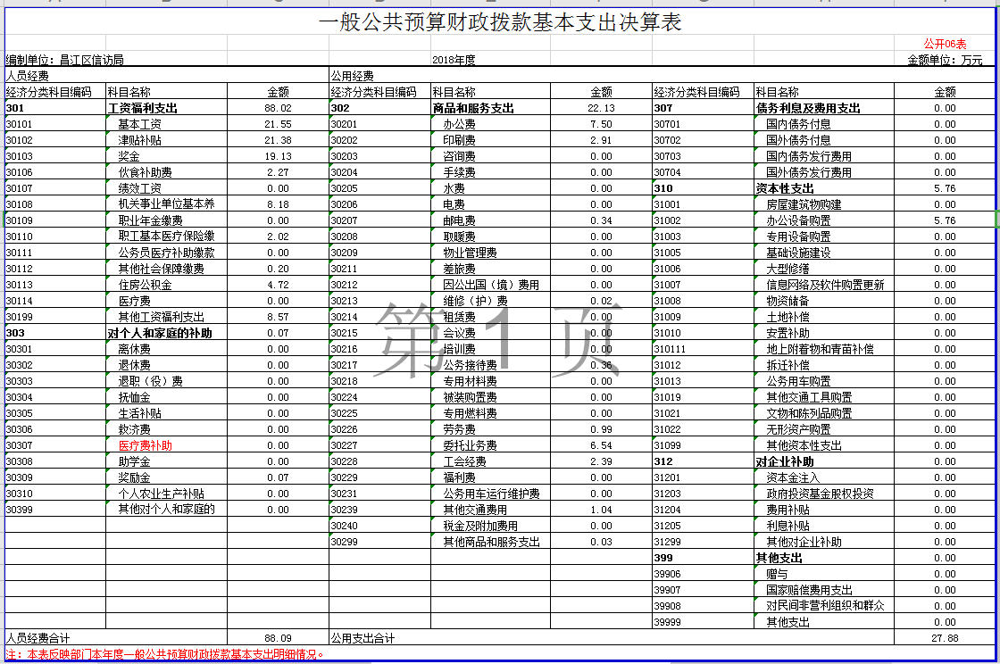 一般公共预算财政拨款基本支出决算表
公开06表
编制单位：昌江区信访局 2018年度 金额单位：万元
人员经费 公用经费
经济分类科目编码 科目名称 金额 经济分类科目编码 科目名称 金额 经济分类科目编码 科目名称 金额
301 工资福利支出 88.02 302 商品和服务支出 22.13 307 债务利息及费用支出 0.00
30101 基本工资 21.55 30201 办公费 7.50 30701 国内债务付息 0.00
30102 津贴补贴 21.38 30202 印刷费 2.91 30702 国外债务付息 0.00
30103 奖金 19.13 30203 咨询费 0.00 30703 国内债务发行费用 0.00
30106 伙食补助费 2.27 30204 手续费 0.00 30704 国外债务发行费用 0.00
30107 绩效工资 0.00 30205 水费 0.00 310 资本性支出 5.76
30108 机关事业单位基本养 8.18 30206 电费 0.00 31001 房屋建筑物购建 0.00
30109 职业年金缴费 0.00 30207 邮电费 0.34 31002 办公设备购置 5.76
30110 职工基本医疗保险缴 2.02 30208 取暖费 0.00 31003 专用设备购置 0.00
30111 公务员医疗补助缴款 0.00 30209 物业管理费 0.00 31005 基础设施建设 0.00
30112 其他社会保障缴费 0.20 30211 差旅费 0.00 31006 大型修缮 0.00
30113 住房公积金 4.72 30212 因公出国（境）费用 0.00 31007 信息网络及软件购置更新 0.00
30114 医疗费 0.00 30213 维修（护）费 0.02 31008 物资储备 0.00
30199 其他工资福利支出 8.57 30214 租赁费 0.00 31009 土地补偿 0.00
303 对个人和家庭的补助 0.07 30215 会议费 0.00 31010 安置补助 0.00
30301 离休费 0.00 30216 培训费 0.00 310111 地上附着物和青苗补偿 0.00
30302 退休费 0.00 30217 公务接待费 0.36 31012 拆迁补偿 0.00
30303 退职（役）费 0.00 30218 专用材料费 0.00 31013 公务用车购置 0.00
30304 抚恤金 0.00 30224 被装购置费 0.00 31019 其他交通工具购置 0.00
30305 生活补贴 0.00 30225 专用燃料费 0.00 31021 文物和陈列品购置 0.00
30306 救济费 0.00 30226 劳务费 0.99 31022 无形资产购置 0.00
30307 医疗费补助 0.00 30227 委托业务费 6.54 31099 其他资本性支出 0.00
30308 助学金 0.00 30228 工会经费 2.39 312 对企业补助 0.00
30309 奖励金 0.07 30229 福利费 0.00 31201 资本金注入 0.00
30310 个人农业生产补贴 0.00 30231 公务用车运行维护费 0.00 31203 政府投资基金股权投资 0.00
30399 其他对个人和家庭的 0.00 30239 其他交通费用 1.04 31204 费用补贴 0.00
30240 税金及附加费用 0.00 31205 利息补贴 0.00
30299 其他商品和服务支出 0.03 31299 其他对企业补助 0.00
399 其他支出 0.00
39906 赠与 0.00
39907 国家赔偿费用支出 0.00
39908 对民间非营利组织和群众 0.00
39999 其他支出 0.00
人员经费合计 88.09 公用支出合计 27.88
注：本表反映部门本年度一般公共预算财政拨款基本支出明细情况。
第 1 页